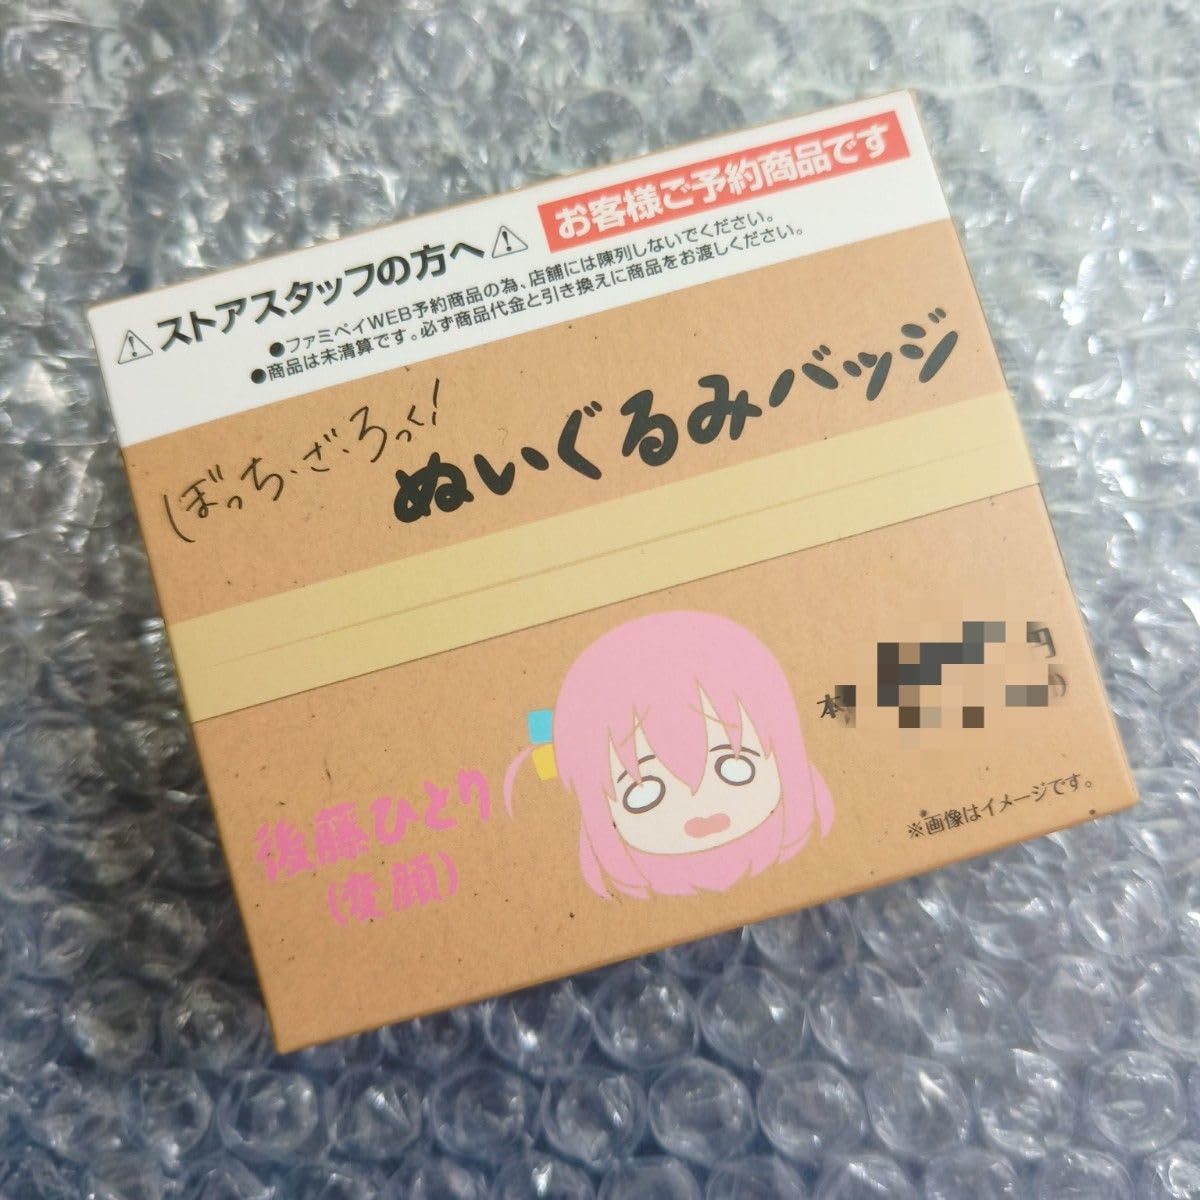 ⚠ストアスタッフの方へ⚠
お客様ご予約商品です
●ファミペイWEB予約商品の為、店舗には陳列しないでください。
●商品は未清算です。必ず商品代金と引き換えに商品をお渡しください。
ぼっち・ざ・ろっく!
ぬいぐるみバッジ
後藤ひとり
(変顔)
本
円
※画像はイメージです。